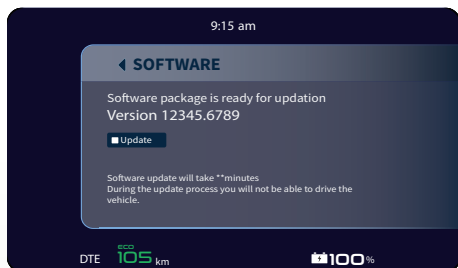 9:15 am
SOFTWARE
Software package is ready for updation
Version 12345.6789
Update
Software update will take **minutes
During the update process you will not be able to drive the
vehicle.
ECO
DTE 105 km 100%